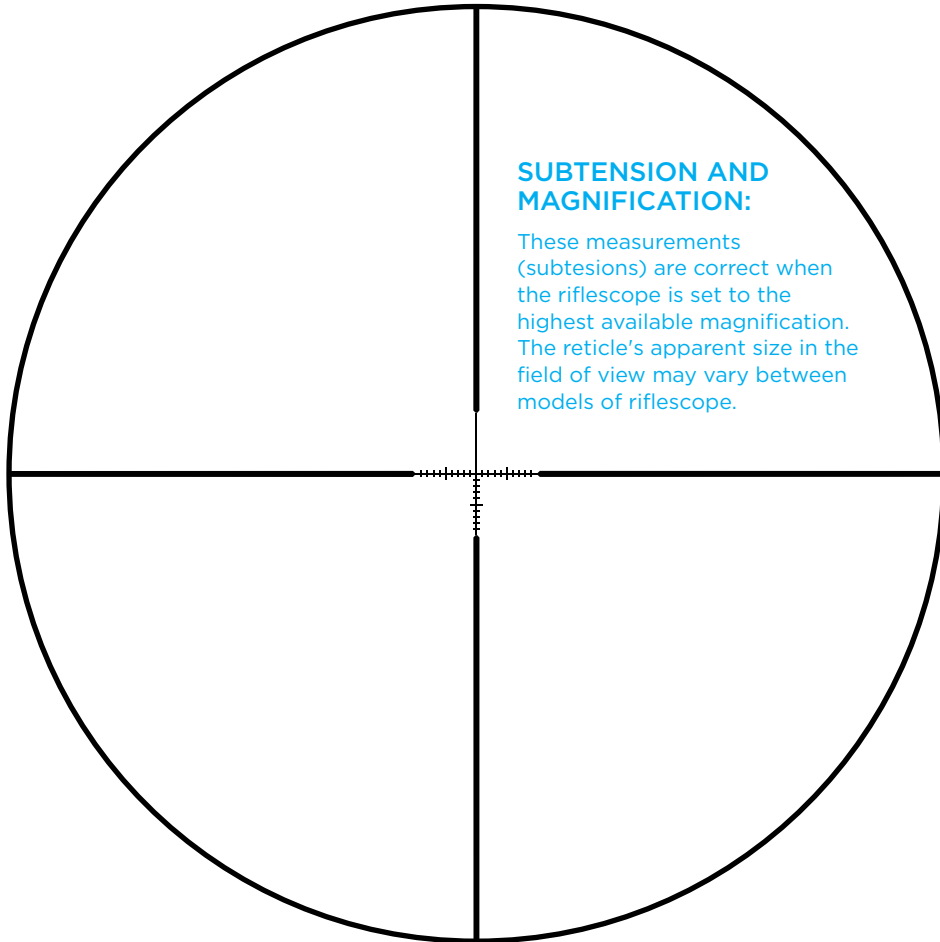 SUBTENSION AND
MAGNIFICATION:
These measurements
(subtesions) are correct when
the riflescope is set to the
highest available magnification.
The reticle's apparent size in the
field of view may vary between
models of riflescope.